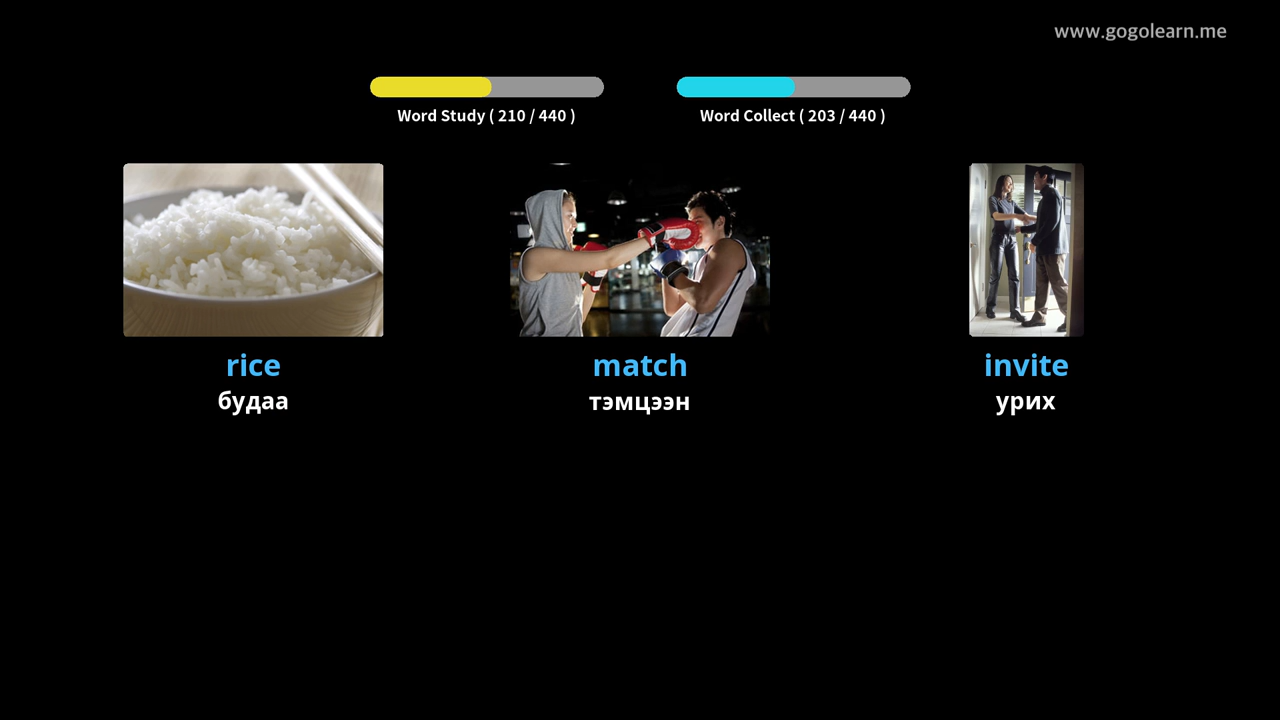 www.gogolearn.me
Word Study ( 210 / 440 )
Word Collect ( 203 / 440 )
rice
будаа
match
тэмцээн
invite
урих